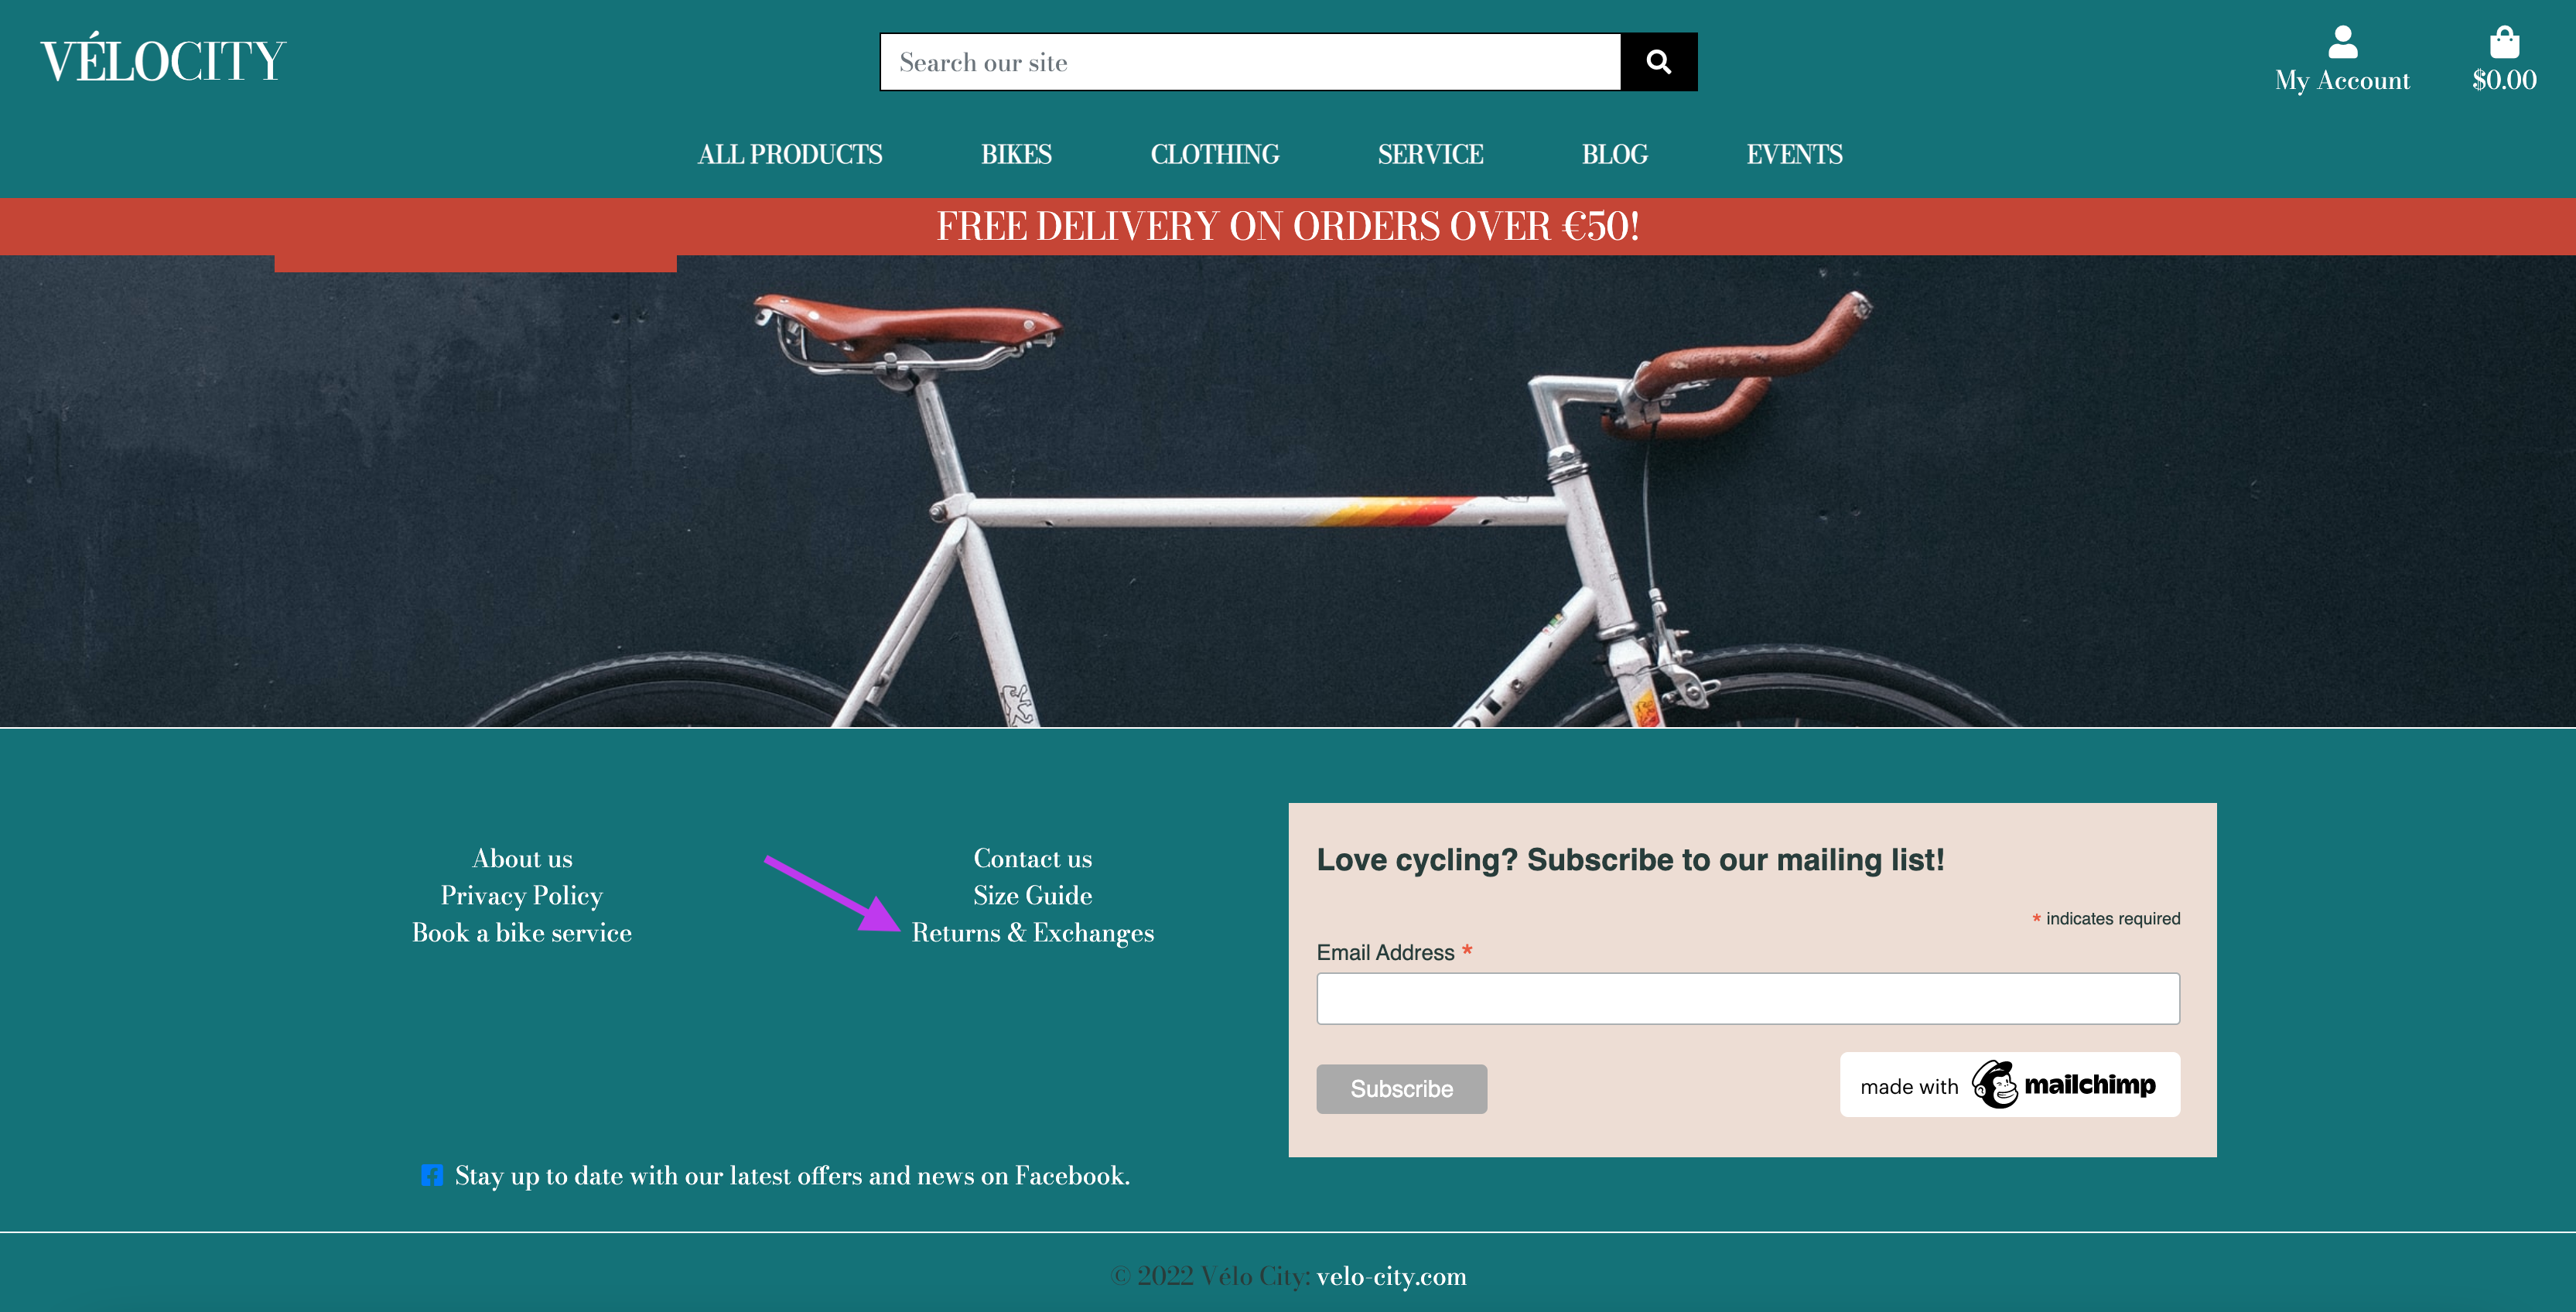 VÉLOCITY
Search our site
My Account
$0.00
ALL PRODUCTS
BIKES
CLOTHING
SERVICE
BLOG
EVENTS
FREE DELIVERY ON ORDERS OVER €50!
About us
Privacy Policy
Book a bike service
Contact us
Size Guide
Returns & Exchanges
Love cycling? Subscribe to our mailing list!
* indicates required
Email Address *
Subscribe
made with mailchimp
Stay up to date with our latest offers and news on Facebook.
© 2022 Vélo City: velo-city.com